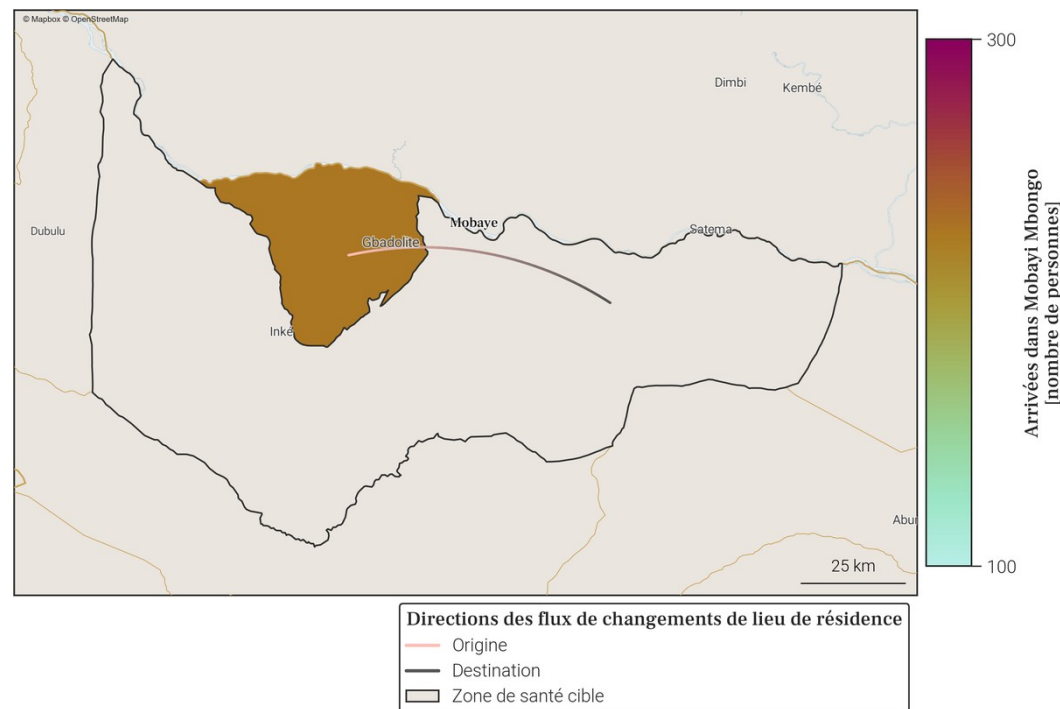 © Mapbox © OpenStreetMap
Dimbi
Kembé
Dubulu
Mobaye
Gbadolite
Satema
Inké
Abur
25 km
300
100
Arrivées dans Mobayi Mbongo
[nombre de personnes]
Directions des flux de changements de lieu de résidence
Origine
Destination
Zone de santé cible